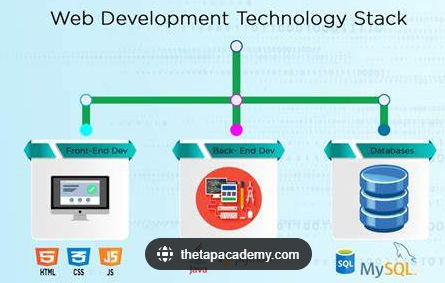 Web Development Technology Stack
Front-End Dev
Back- End Dev
Databases
thetapacademy.com
HTML
CSS
JS
Java
SQL
MySQL